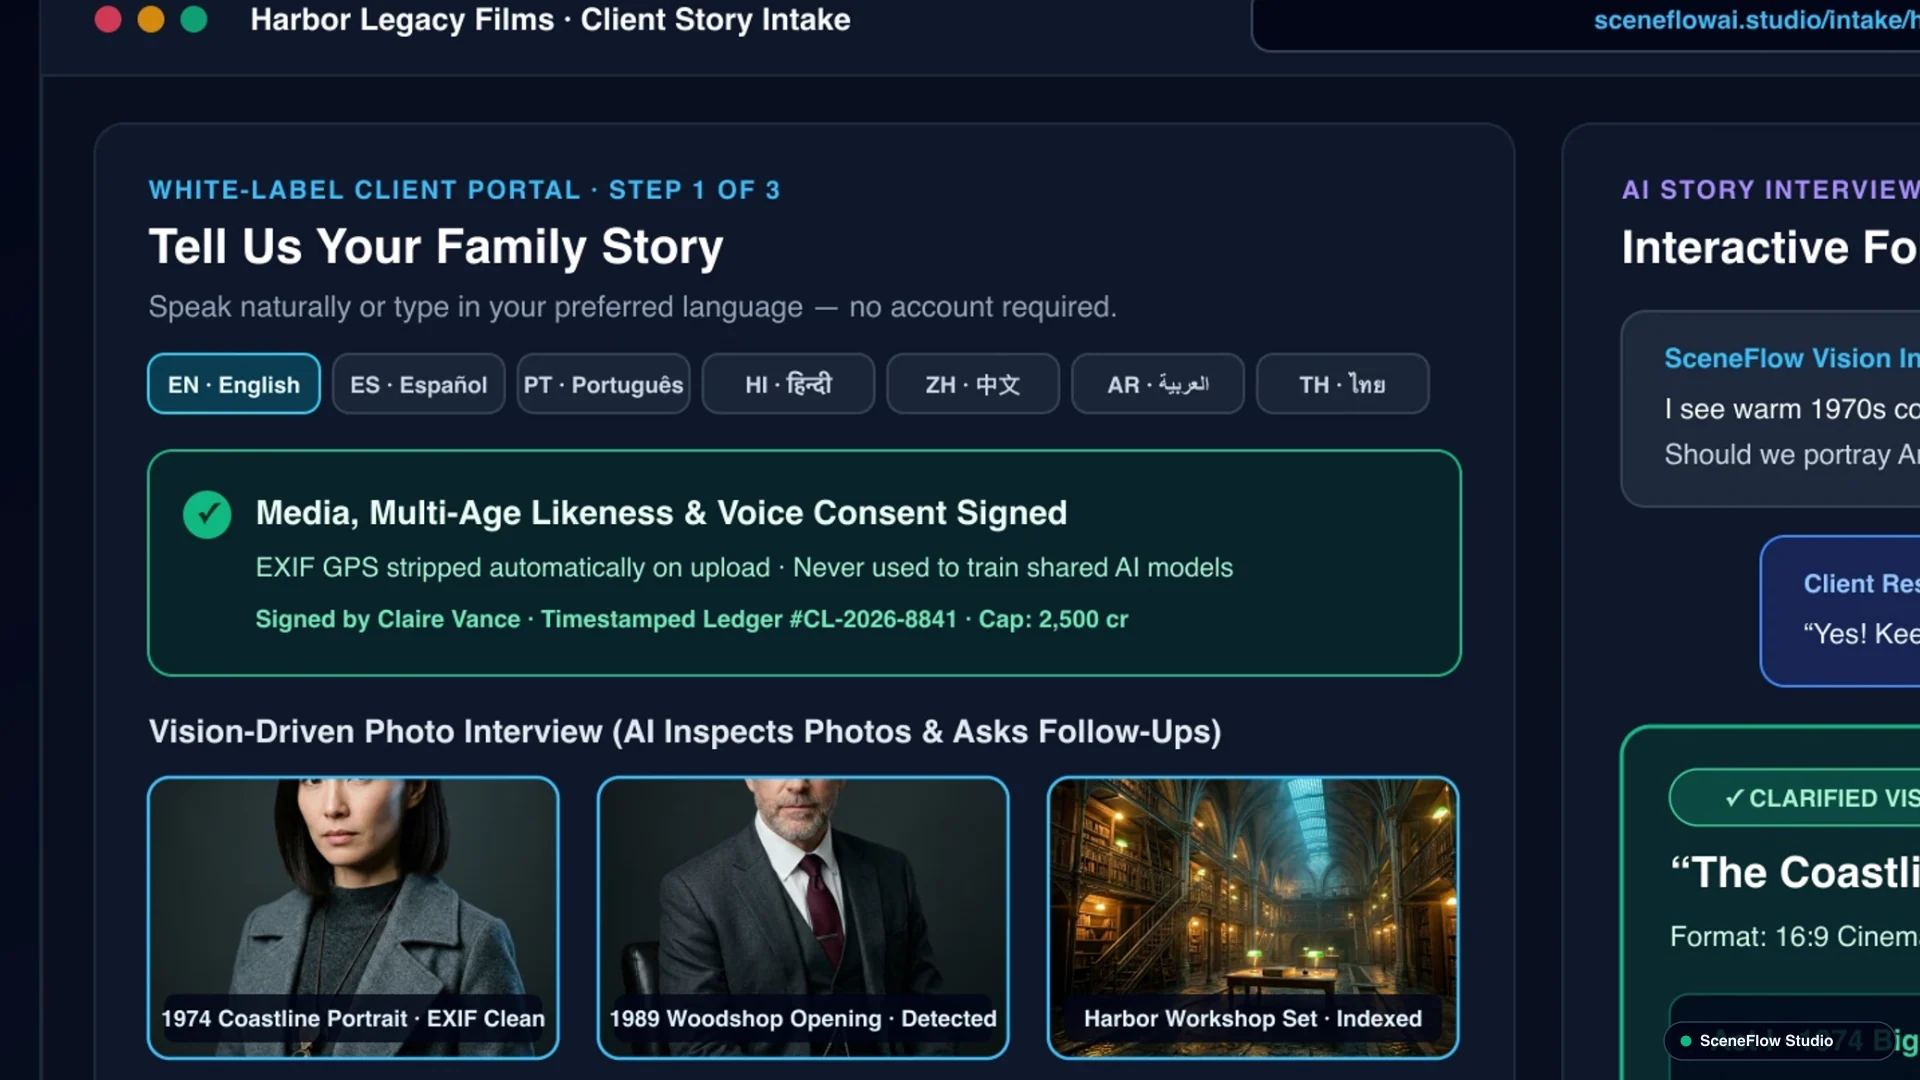 Harbor Legacy Films · Client Story Intake
sceneflowai.studio/intake/h
WHITE-LABEL CLIENT PORTAL · STEP 1 OF 3
Tell Us Your Family Story
Speak naturally or type in your preferred language — no account required.
EN · English
ES · Español
PT · Português
HI · हिन्दी
ZH · 中文
AR · العربية
TH · ไทย
✓ Media, Multi-Age Likeness & Voice Consent Signed
EXIF GPS stripped automatically on upload · Never used to train shared AI models
Signed by Claire Vance · Timestamped Ledger #CL-2026-8841 · Cap: 2,500 cr
Vision-Driven Photo Interview (AI Inspects Photos & Asks Follow-Ups)
1974 Coastline Portrait · EXIF Clean
1989 Woodshop Opening · Detected
Harbor Workshop Set · Indexed
AI STORY INTERVIEW
Interactive Fo
SceneFlow Vision In
I see warm 1970s co
Should we portray
Client Res
“Yes! Kee
✓ CLARIFIED VIS
“The Coastli
Format: 16:9 Cinem
SceneFlow Studio